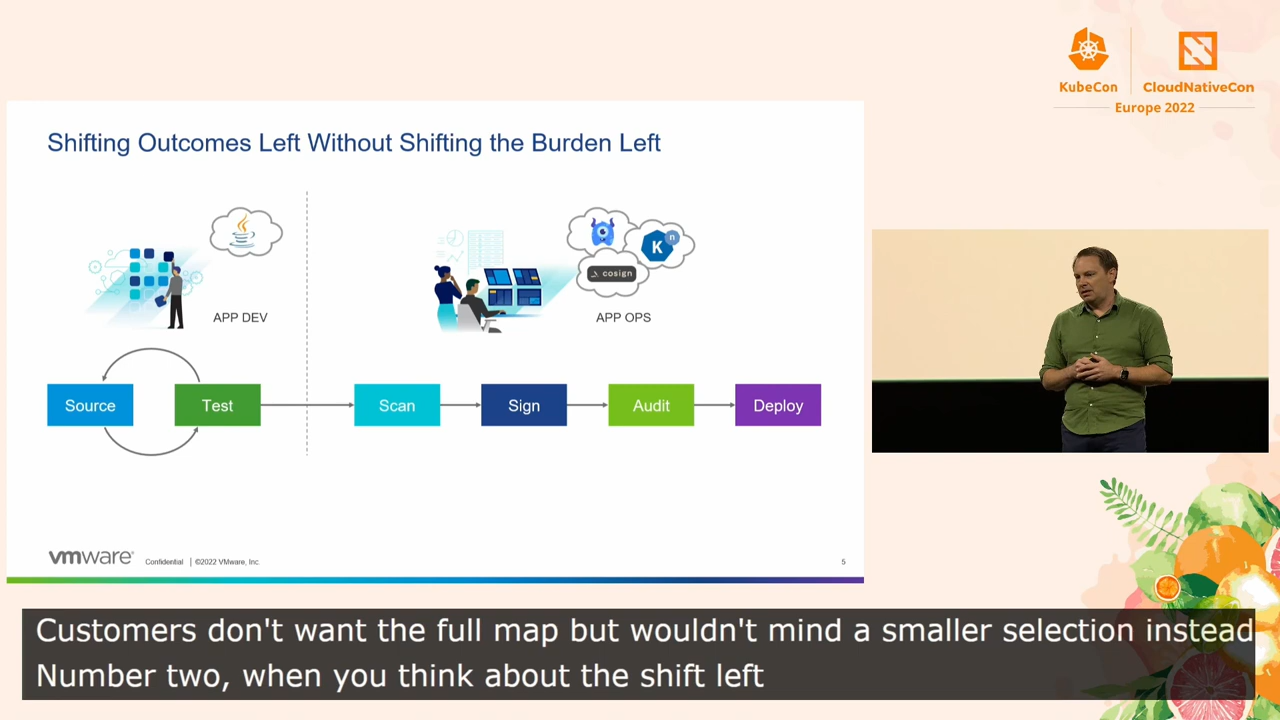 KubeCon
CloudNativeCon
Europe 2022
Shifting Outcomes Left Without Shifting the Burden Left
APP DEV
K
n
cosign
APP OPS
Source
Test
Scan
Sign
Audit
Deploy
vmware
Confidential | ©2022 VMware, Inc.
5
Customers don't want the full map but wouldn't mind a smaller selection instead
Number two, when you think about the shift left